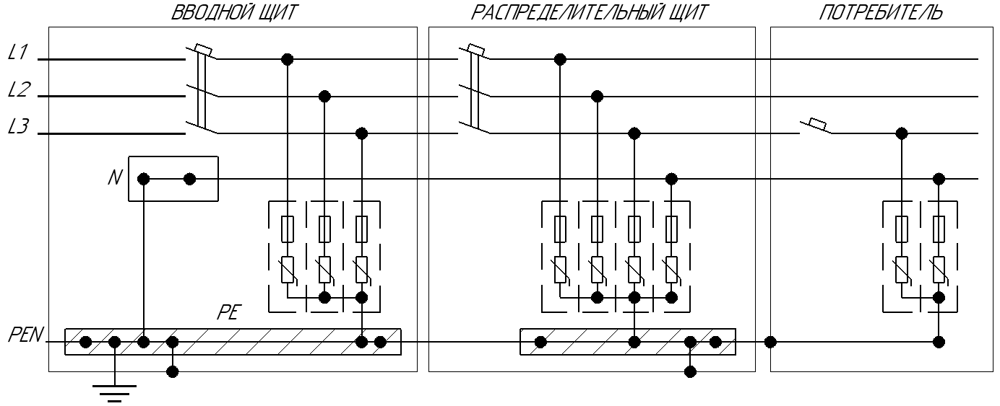 ВВОДНОЙ ЩИТ
РАСПРЕДЕЛИТЕЛЬНЫЙ ЩИТ
ПОТРЕБИТЕЛЬ
L1
L2
L3
N
PE
PEN